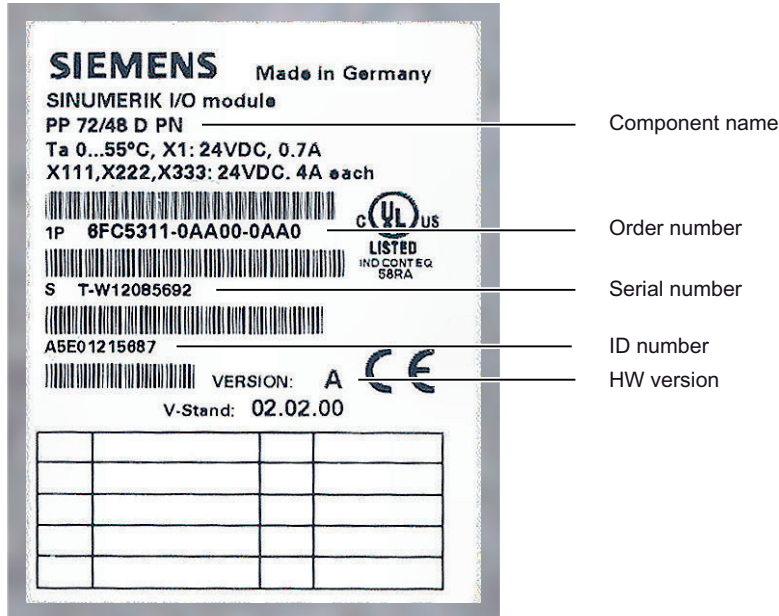 SIEMENS Made in Germany
SINUMERIK I/O module
PP 72/48 D PN
Component name
Ta 0...55°C, X1: 24VDC, 0.7A
X111,X222,X333: 24VDC. 4A each
C UL US
1P 6FC5311-0AA00-0AA0
Order number
LISTED
IND CONT EQ
58RA
S T-W12085692
Serial number
A5E01215687
ID number
VERSION: A CE
HW version
V-Stand: 02.02.00